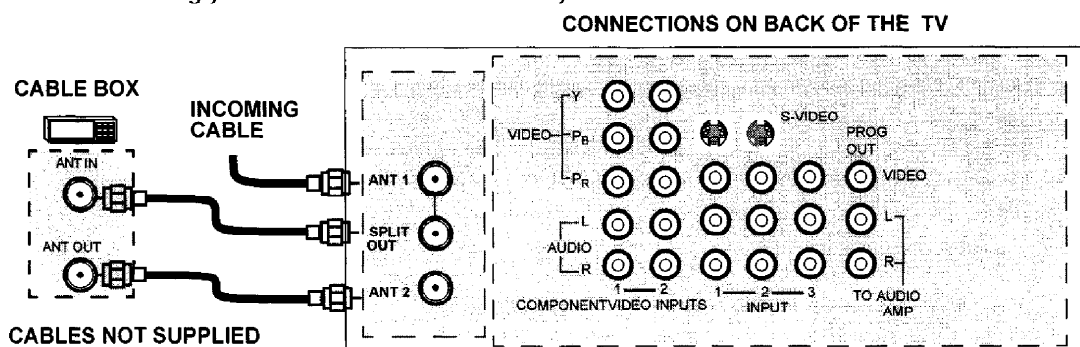 CONNECTIONS ON BACK OF THE TV
CABLE BOX
INCOMING
CABLE
ANT IN
ANT OUT
CABLES NOT SUPPLIED
ANT 1
SPLIT
OUT
ANT 2
VIDEO
Y
PB
PR
AUDIO
L
R
S-VIDEO
PROG
OUT
VIDEO
L
R
1 2
COMPONENTVIDEO INPUTS
1 2 3
INPUT
TO AUDIO
AMP